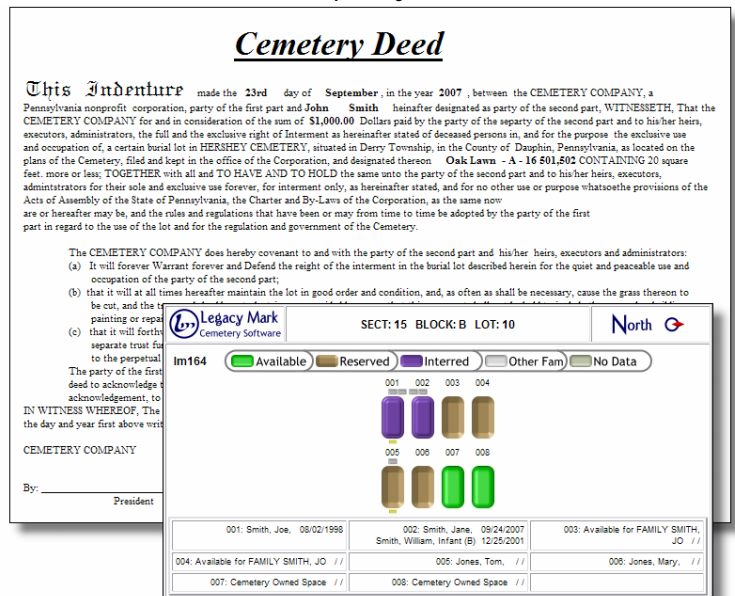 Cemetery Deed
This Indenture made the 23rd day of September , in the year 2007 , between the CEMETERY COMPANY, a
Pennsylvania nonprofit corporation, party of the first part and John Smith heinafter designated as party of the second part, WITNESSETH, That the
CEMETERY COMPANY for and in consideration of the sum of $1,000.00 Dollars paid by the party of the separty of the second part and to his/her heirs,
executors, administrators, the full and the exclusive right of Interment as hereinafter stated of deceased persons in, and for the purpose the exclusive use
and occupation of, a certain burial lot in HERSHEY CEMETERY, situated in Derry Township, in the County of Dauphin, Pennsylvania, as located on the
plans of the Cemetery, filed and kept in the office of the Corporation, and designated thereon Oak Lawn - A - 16 501,502 CONTAINING 20 square
feet. more or less; TOGETHER with all and TO HAVE AND TO HOLD the same unto the party of the second part and to his/her heirs, executors,
admintstrators for their sole and exclusive use forever, for interment only, as hereinafter stated, and for no other use or purpose whatsoethe provisions of the
Acts of Assembly of the State of Pennsylvania, the Charter and By-Laws of the Corporation, as the same now
are or hereafter may be, and the rules and regulations that have been or may from time to time be adopted by the party of the first
part in regard to the use of the lot and for the regulation and government of the Cemetery.
The CEMETERY COMPANY does hereby covenant to and with the party of the second part and his/her heirs, executors and administrators:
(a) It will forever Warrant forever and Defend the reight of the interment in the burial lot described herein for the quiet and peaceable use and
occupation of the party of the second part;
(b) that it will at all times hereafter maintain the lot in good order and condition, and, as often as shall be necessary, cause the grass thereon to
be cut, and the
painting or repai
(c) that it will forthw
separate trust fu
to the perpetual
The party of the first
deed to acknowledge t
acknowledgement, to
IN WITNESS WHEREOF, The
the day and year first above writ
CEMETERY COMPANY
By:
President
Legacy Mark
Cemetery Software
SECT: 15 BLOCK: B LOT: 10
North
lm164 Available Reserved Interred Other Fam No Data
001 002 003 004
005 006 007 008
001: Smith, Joe, 08/02/1998 002: Smith, Jane, 09/24/2007 003: Available for FAMILY SMITH,
Smith, William, Infant (B) 12/25/2001 JO / /
004: Available for FAMILY SMITH, JO / / 005: Jones, Tom, / / 006: Jones, Mary, / /
007: Cemetery Owned Space / / 008: Cemetery Owned Space / /